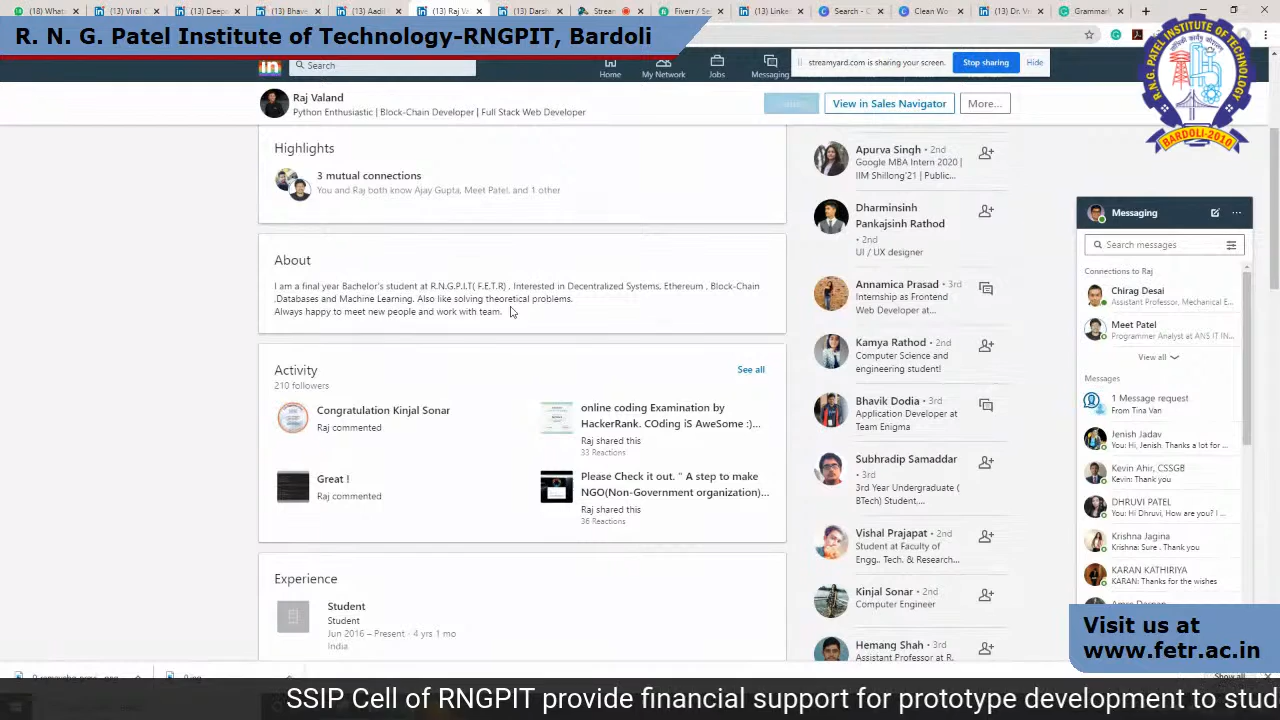 R. N. G. Patel Institute of Technology-RNGPIT, Bardoli
Search
Home
My Network
Jobs
Messaging
streamyard.com is sharing your screen.
Stop sharing
Hide
R. N. G. PATEL INSTITUTE OF TECHNOLOGY
BARDOLI-2010
Raj Valand
Python Enthusiastic | Block-Chain Developer | Full Stack Web Developer
View in Sales Navigator
More...
Highlights
3 mutual connections
You and Raj both know Ajay Gupta, Meet Patel, and 1 other
About
I am a final year Bachelor's student at R.N.G.P.I.T( F.E.T.R) . Interested in Decentralized Systems, Ethereum , Block-Chain
,Databases and Machine Learning. Also like solving theoretical problems.
Always happy to meet new people and work with team.
Activity
210 followers
See all
Congratulation Kinjal Sonar
Raj commented
online coding Examination by
HackerRank. COding iS AweSome :)...
Raj shared this
33 Reactions
Great !
Raj commented
Please Check it out. " A step to make
NGO(Non-Government organization)...
Raj shared this
36 Reactions
Experience
Student
Student
Jun 2016 – Present · 4 yrs 1 mo
India
Apurva Singh • 2nd
Google MBA Intern 2020 |
IIM Shillong'21 | Public...
Dharminsinh
Pankajsinh Rathod
• 2nd
UI / UX designer
Annamica Prasad • 3rd
Internship as Frontend
Web Developer at...
Kamya Rathod • 2nd
Computer Science and
engineering student!
Bhavik Dodia • 3rd
Application Developer at
Team Enigma
Subhradip Samaddar
• 3rd
3rd Year Undergraduate (
BTech) Student,...
Vishal Prajapat • 2nd
Student at Faculty of
Engg.. Tech. & Research...
Kinjal Sonar • 2nd
Computer Engineer
Hemang Shah • 3rd
Assistant Professor at R.
Messaging
Search messages
Connections to Raj
Chirag Desai
Assistant Professor, Mechanical E...
Meet Patel
Programmer Analyst at ANS IT IN...
View all
Messages
1 Message request
From Tina Van
Jenish Jadav
You: Hi, Jenish. Thanks a lot for ...
Kevin Ahir, CSSGB
Kevin: Thank you
DHRUVI PATEL
You: Hi Dhruvi, How are you? I ...
Krishna Jagina
Krishna: Sure . Thank you
KARAN KATHIRIYA
KARAN: Thanks for the wishes
Visit us at
www.fetr.ac.in
Show all
SSIP Cell of RNGPIT provide financial support for prototype development to stud